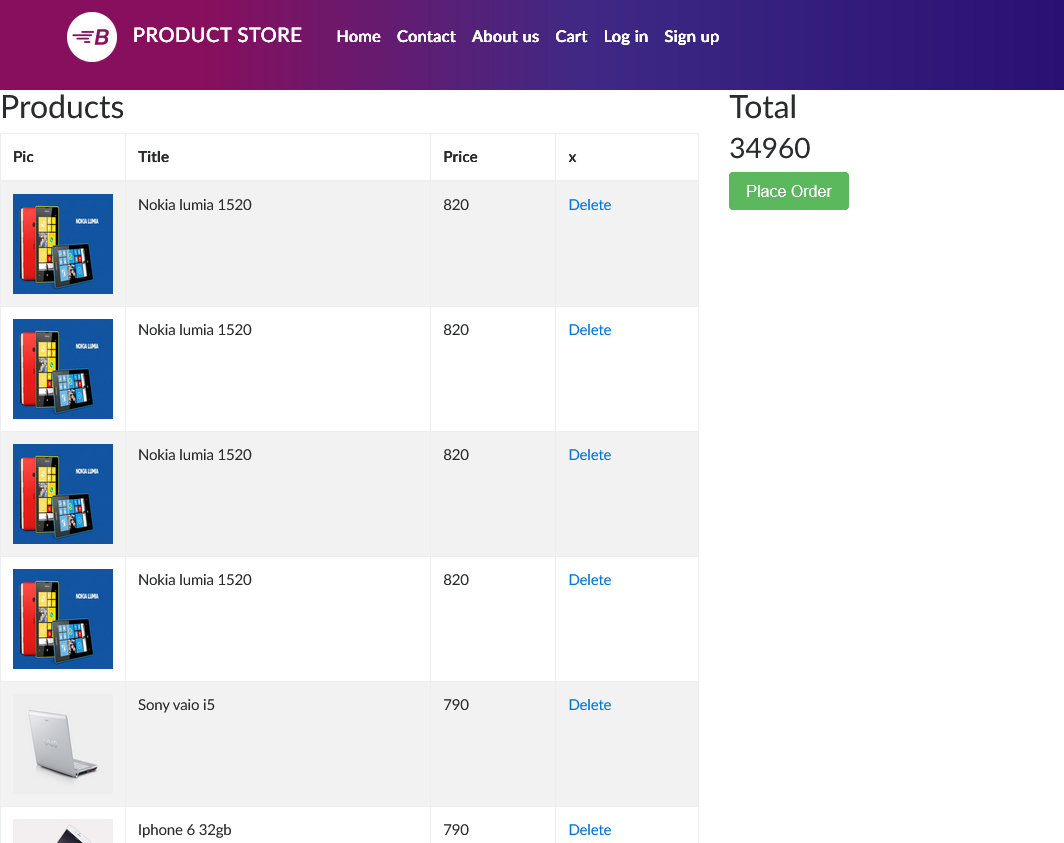 B PRODUCT STORE Home Contact About us Cart Log in Sign up
Products
Total
34960
Place Order
Pic Title Price x
NOKIA LUMIA
Nokia lumia 1520 820 Delete
NOKIA LUMIA
Nokia lumia 1520 820 Delete
NOKIA LUMIA
Nokia lumia 1520 820 Delete
NOKIA LUMIA
Nokia lumia 1520 820 Delete
Sony vaio i5 790 Delete
Iphone 6 32gb 790 Delete